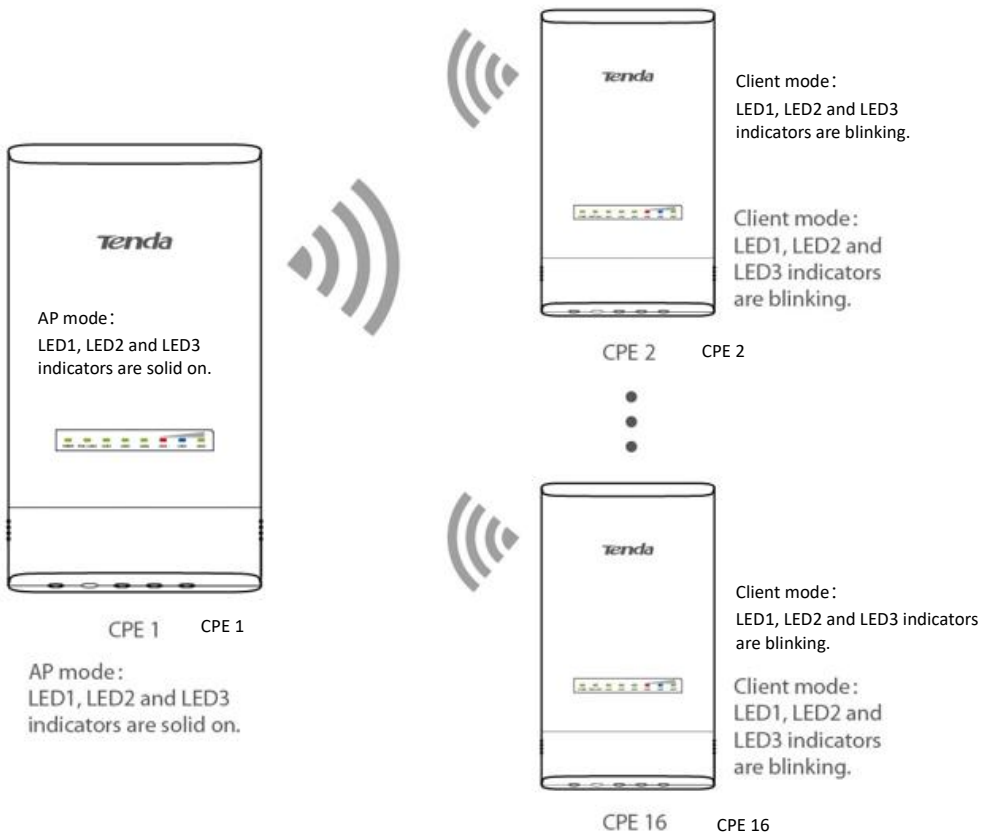 Tenda
AP mode:
LED1, LED2 and LED3
indicators are solid on.
CPE 1
CPE 1
AP mode:
LED1, LED2 and LED3
indicators are solid on.
Tenda
Client mode:
LED1, LED2 and LED3
indicators are blinking.
Client mode:
LED1, LED2 and
LED3 indicators
are blinking.
CPE 2
CPE 2
Tenda
Client mode:
LED1, LED2 and LED3 indicators
are blinking.
Client mode:
LED1, LED2 and
LED3 indicators
are blinking.
CPE 16
CPE 16